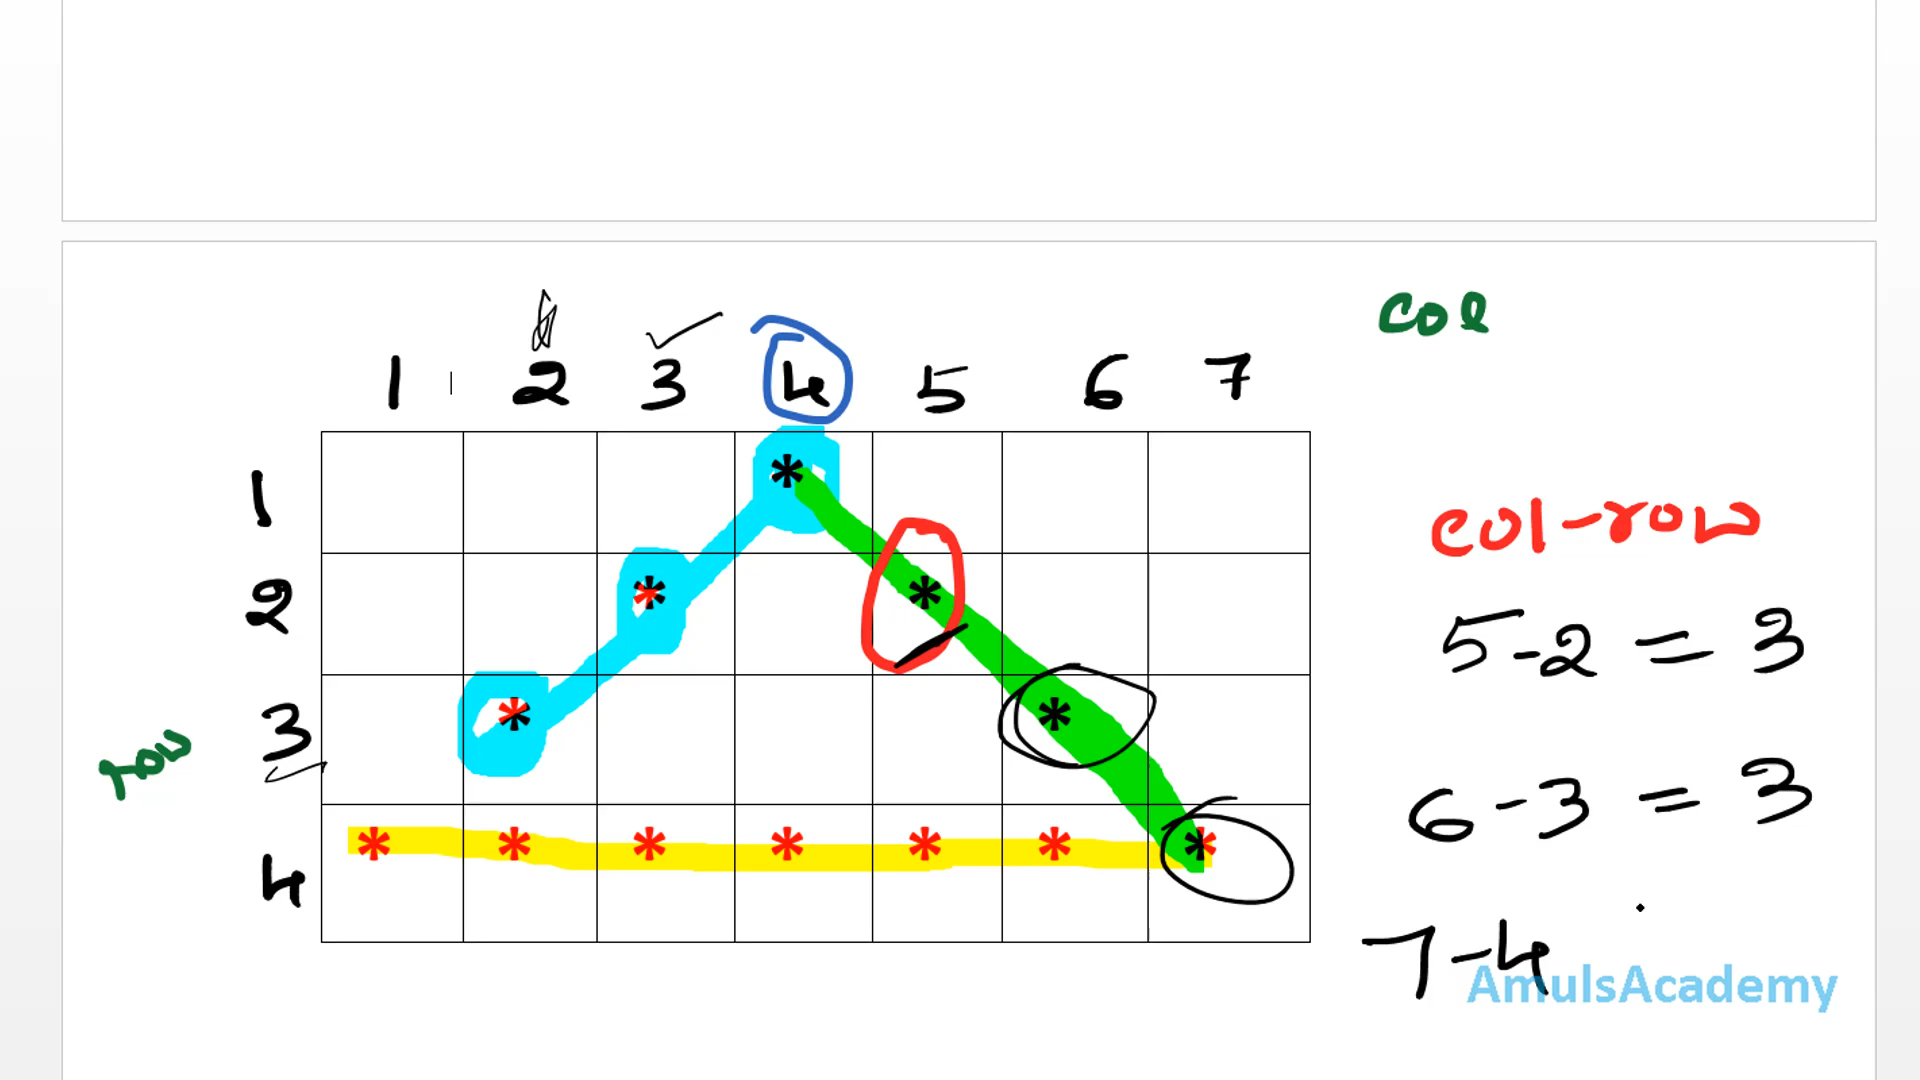 col
1 2 3 4 5 6 7
1 *
2 * *
3 * *
4 * * * * * * *
row
col-row
5-2 = 3
6-3 = 3
7-4
AmulsAcademy